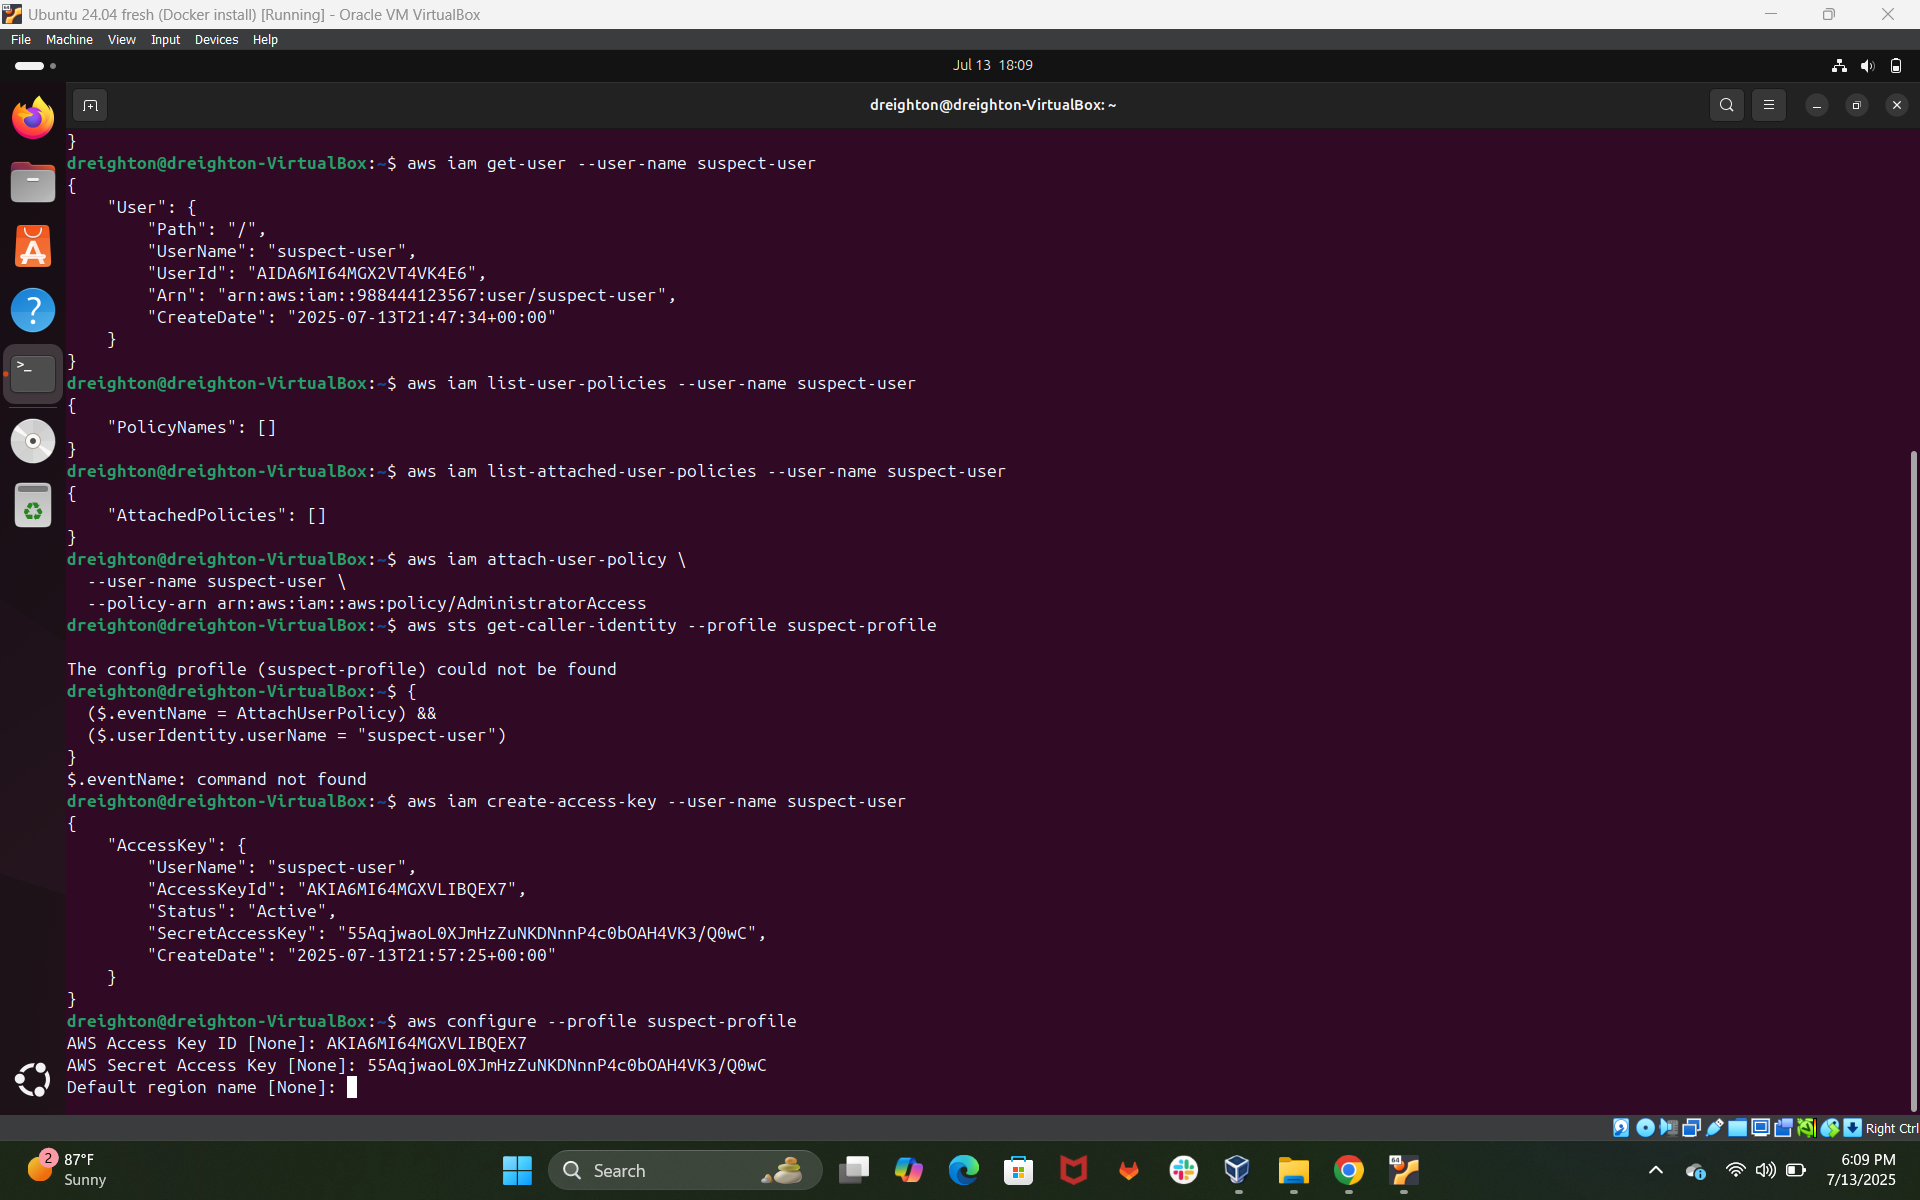 Ubuntu 24.04 fresh (Docker install) [Running] - Oracle VM VirtualBox
File Machine View Input Devices Help
Jul 13 18:09
dreighton@dreighton-VirtualBox: ~
}
dreighton@dreighton-VirtualBox:~$ aws iam get-user --user-name suspect-user
{
    "User": {
        "Path": "/",
        "UserName": "suspect-user",
        "UserId": "AIDA6MI64MGX2VT4VK4E6",
        "Arn": "arn:aws:iam::988444123567:user/suspect-user",
        "CreateDate": "2025-07-13T21:47:34+00:00"
    }
}
dreighton@dreighton-VirtualBox:~$ aws iam list-user-policies --user-name suspect-user
{
    "PolicyNames": []
}
dreighton@dreighton-VirtualBox:~$ aws iam list-attached-user-policies --user-name suspect-user
{
    "AttachedPolicies": []
}
dreighton@dreighton-VirtualBox:~$ aws iam attach-user-policy \
  --user-name suspect-user \
  --policy-arn arn:aws:iam::aws:policy/AdministratorAccess
dreighton@dreighton-VirtualBox:~$ aws sts get-caller-identity --profile suspect-profile
The config profile (suspect-profile) could not be found
dreighton@dreighton-VirtualBox:~$ {
  ($.eventName = AttachUserPolicy) &&
  ($.userIdentity.userName = "suspect-user")
}
$.eventName: command not found
dreighton@dreighton-VirtualBox:~$ aws iam create-access-key --user-name suspect-user
{
    "AccessKey": {
        "UserName": "suspect-user",
        "AccessKeyId": "AKIA6MI64MGXVLIBQEX7",
        "Status": "Active",
        "SecretAccessKey": "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",
        "CreateDate": "2025-07-13T21:57:25+00:00"
    }
}
dreighton@dreighton-VirtualBox:~$ aws configure --profile suspect-profile
AWS Access Key ID [None]: AKIA6MI64MGXVLIBQEX7
AWS Secret Access Key [None]: 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
Default region name [None]:
Right Ctrl
2
87°F
Sunny
Search
6:09 PM
7/13/2025